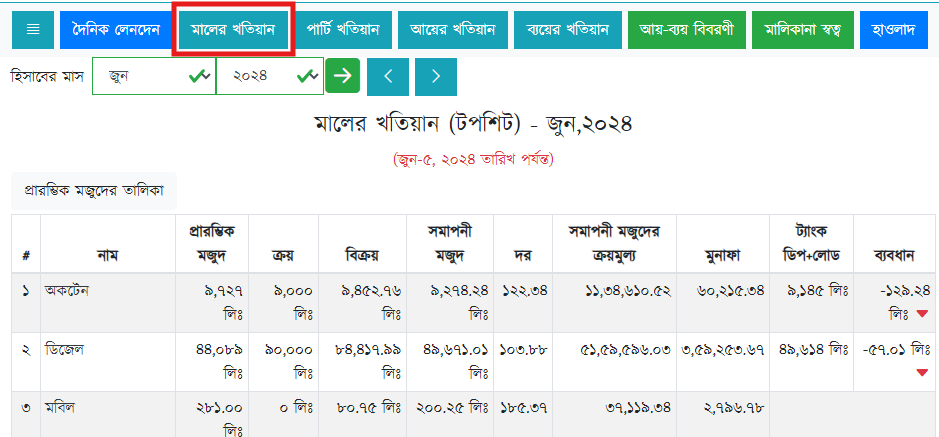 দৈনিক লেনদেন মালের খতিয়ান পার্টি খতিয়ান আয়ের খতিয়ান ব্যয়ের খতিয়ান আয়-ব্যয় বিবরণী মালিকানা স্বত্ব হাওলাদ
হিসাবের মাস জুন ২০২৪
মালের খতিয়ান (টপশিট) - জুন,২০২৪
(জুন-৫, ২০২৪ তারিখ পর্যন্ত)
প্রারম্ভিক মজুদের তালিকা
প্রারম্ভিক সমাপনী সমাপনী মজুদের ট্যাংক
# নাম মজুদ ক্রয় বিক্রয় মজুদ দর ক্রয়মুল্য মুনাফা ডিপ+লোড ব্যবধান
১ অকটেন ৯,৭২৭ ৯,০০০ ৯,৪৫২.৭৬ ৯,২৭৪.২৪ ১২২.৩৪ ১১,৩৪,৬১০.৫২ ৬০,২১৫.৩৪ ৯,১৪৫ লিঃ -১২৯.২৪
লিঃ লিঃ লিঃ লিঃ লিঃ
২ ডিজেল ৪৪,০৮৯ ৯০,০০০ ৮৪,৪১৭.৯৯ ৪৯,৬৭১.০১ ১০৩.৮৮ ৫১,৫৯,৫৯৬.০৩ ৩,৫৯,২৫৩.৬৭ ৪৯,৬১৪ লিঃ -৫৭.০১ লিঃ
লিঃ লিঃ লিঃ লিঃ
৩ মবিল ২৮১.০০ ০ লিঃ ৮০.৭৫ লিঃ ২০০.২৫ লিঃ ১৮৫.৩৭ ৩৭,১১৯.৩৪ ২,৭৯৬.৭৮
লিঃ